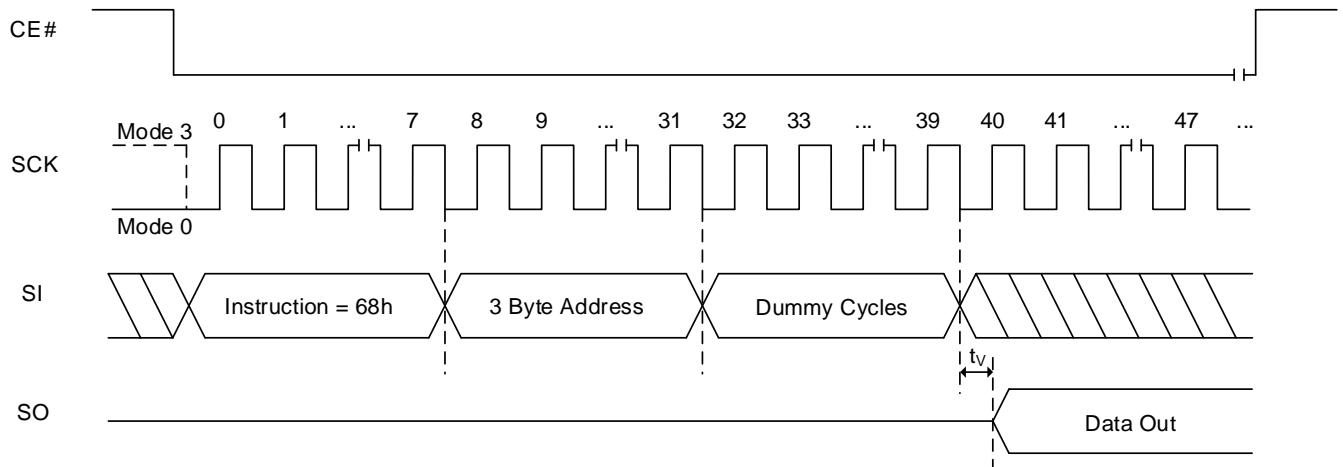 CE#
Mode 3
0 1 ... 7 8 9 ... 31 32 33 ... 39 40 41 ... 47 ...
SCK
Mode 0
SI
Instruction = 68h
3 Byte Address
Dummy Cycles
tV
SO
Data Out